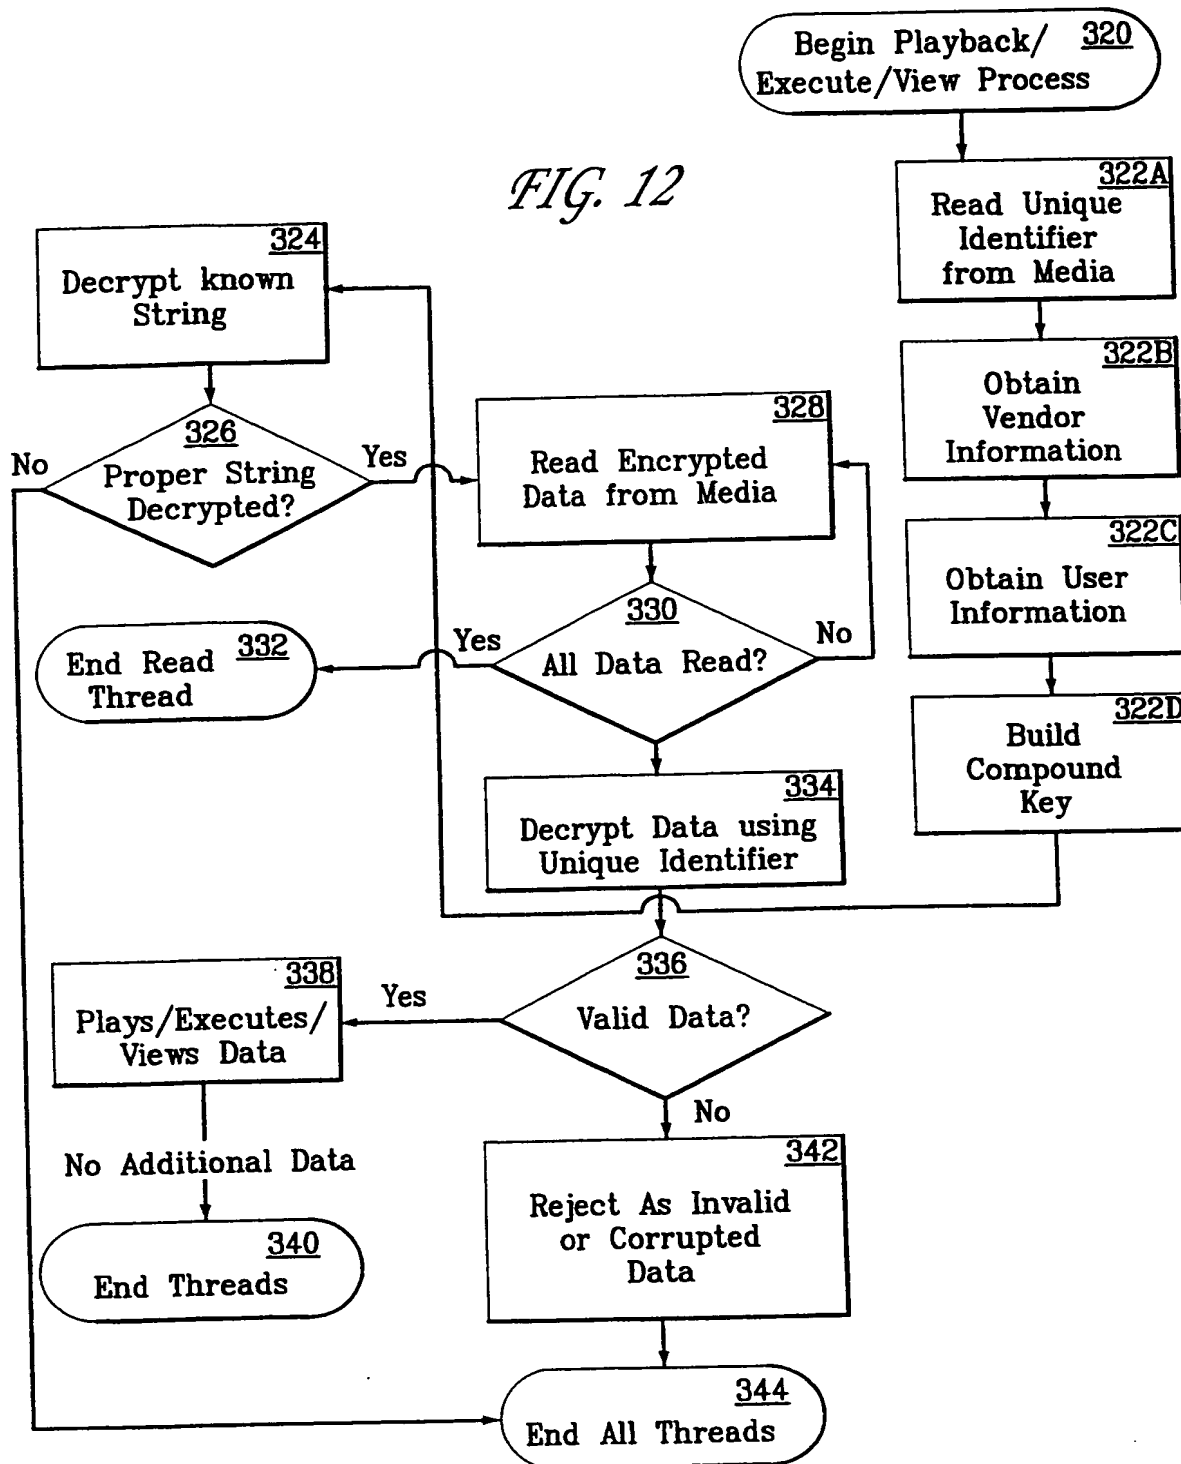 Begin Playback/ 320
Execute/View Process
FIG. 12
322A
Read Unique
Identifier
from Media
324
Decrypt known
String
322B
Obtain
Vendor
Information
328
Read Encrypted
Data from Media
No
326
Yes
Proper String
Decrypted?
322C
Obtain User
Information
330
Yes
No
All Data Read?
End Read 332
Thread
322D
Build
Compound
Key
334
Decrypt Data using
Unique Identifier
336
Valid Data?
Yes
338
Plays/Executes/
Views Data
No
No Additional Data
342
Reject As Invalid
or Corrupted
Data
340
End Threads
344
End All Threads